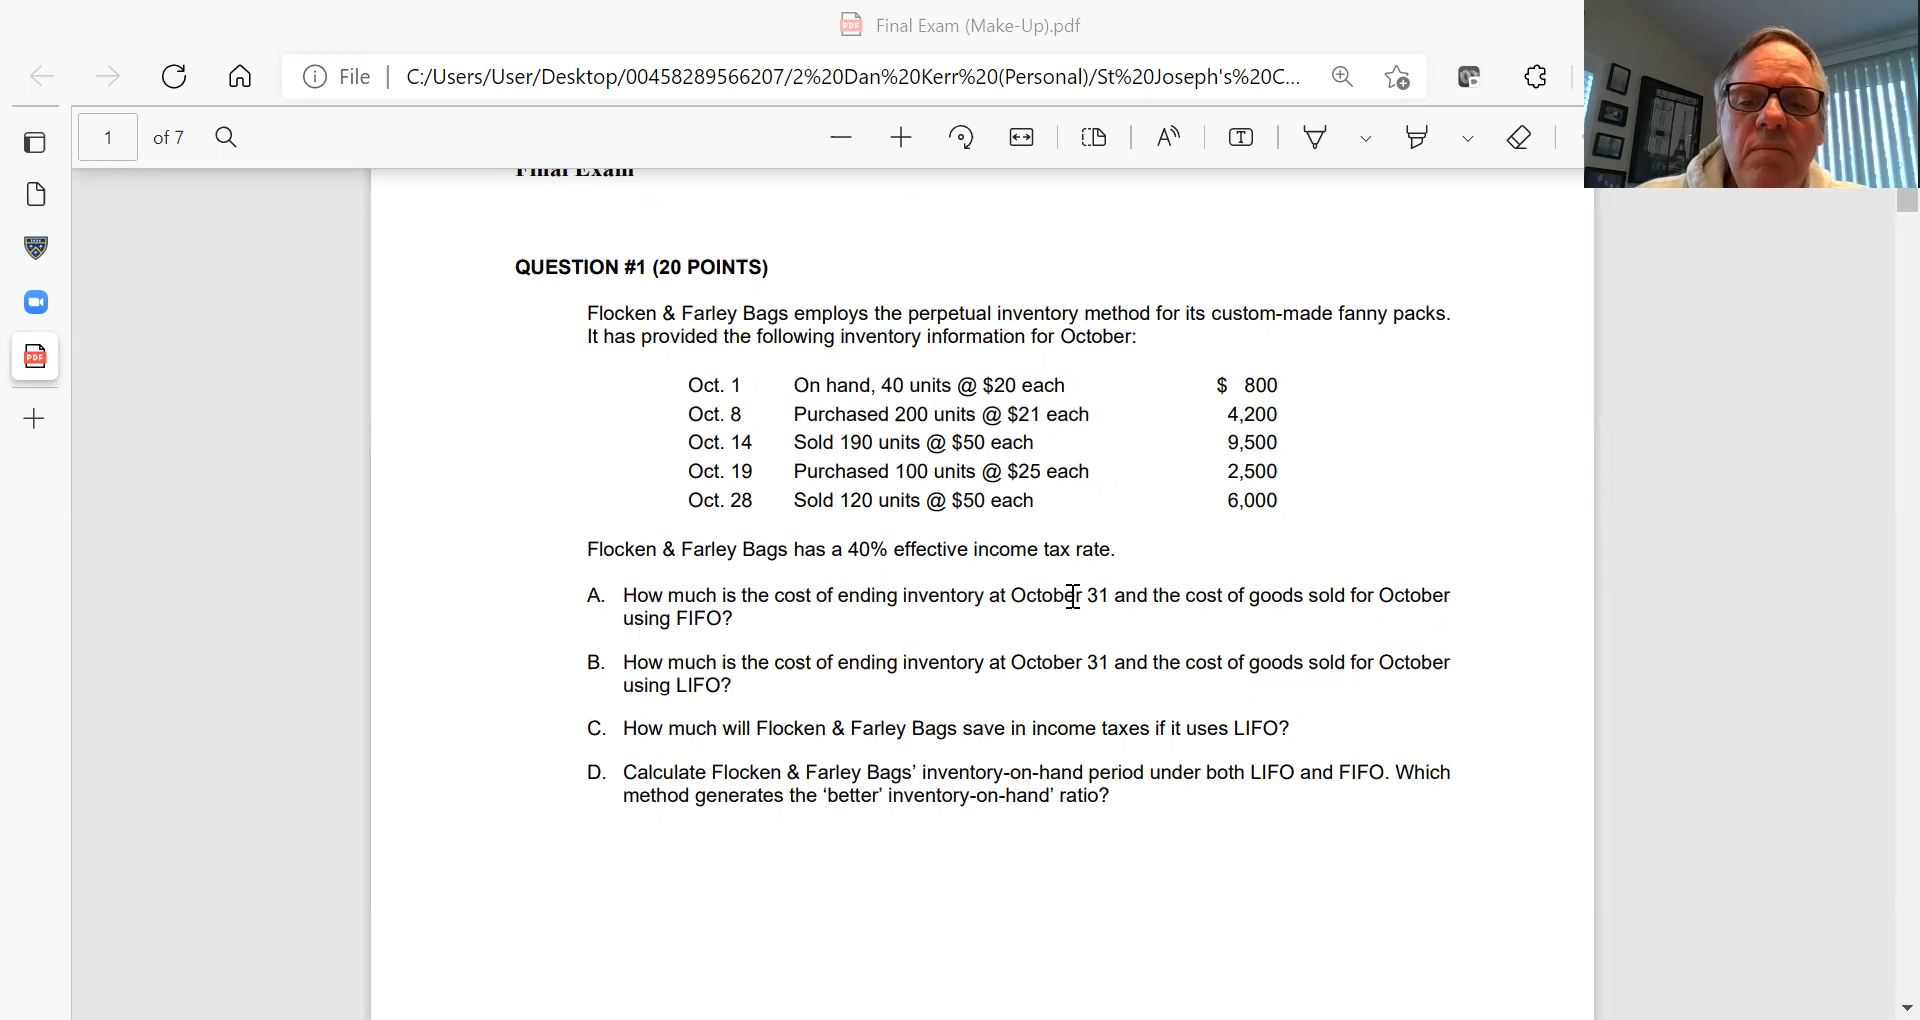 Final Exam (Make-Up).pdf
File
C:/Users/User/Desktop/00458289566207/2%20Dan%20Kerr%20(Personal)/St%20Joseph's%20C...
1 of 7
Final Exam
QUESTION #1 (20 POINTS)
Flocken & Farley Bags employs the perpetual inventory method for its custom-made fanny packs.
It has provided the following inventory information for October:
Oct. 1 On hand, 40 units @ $20 each $ 800
Oct. 8 Purchased 200 units @ $21 each 4,200
Oct. 14 Sold 190 units @ $50 each 9,500
Oct. 19 Purchased 100 units @ $25 each 2,500
Oct. 28 Sold 120 units @ $50 each 6,000
Flocken & Farley Bags has a 40% effective income tax rate.
A. How much is the cost of ending inventory at October 31 and the cost of goods sold for October
using FIFO?
B. How much is the cost of ending inventory at October 31 and the cost of goods sold for October
using LIFO?
C. How much will Flocken & Farley Bags save in income taxes if it uses LIFO?
D. Calculate Flocken & Farley Bags’ inventory-on-hand period under both LIFO and FIFO. Which
method generates the ‘better’ inventory-on-hand’ ratio?